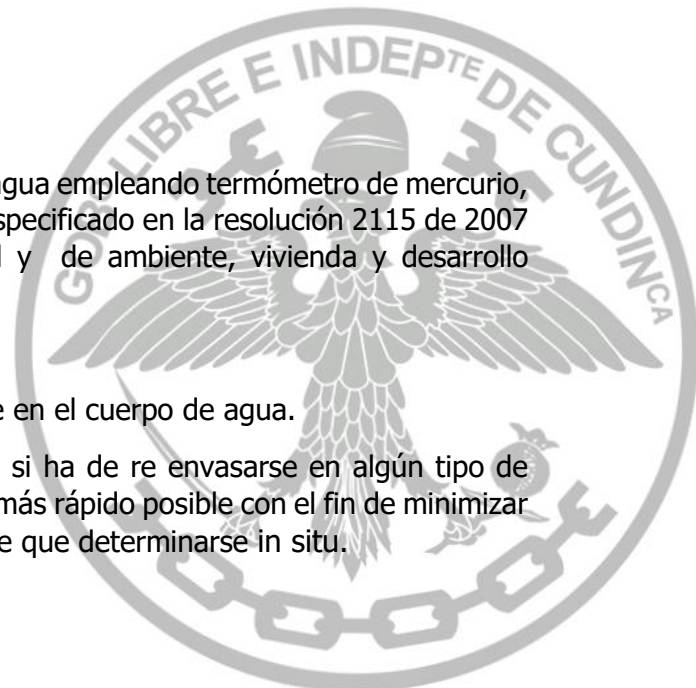 GOB. LIBRE E INDEPTE DE CUNDINCA
agua empleando termómetro de mercurio,
specificado en la resolución 2115 de 2007
y de ambiente, vivienda y desarrollo
e en el cuerpo de agua.
si ha de re envasarse en algún tipo de
más rápido posible con el fin de minimizar
e que determinarse in situ.